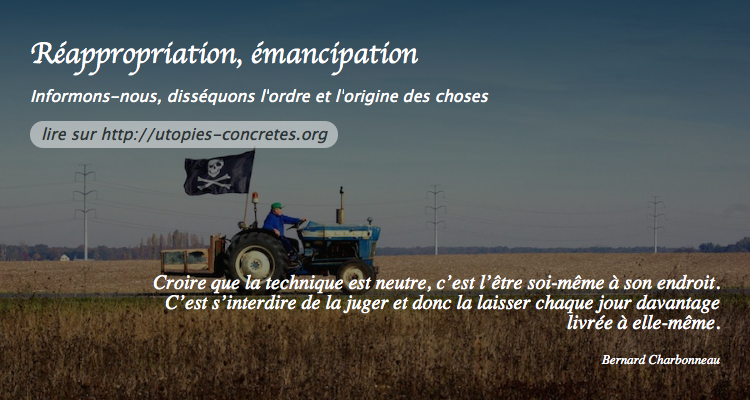 Réappropriation, émancipation
Informons-nous, disséquons l'ordre et l'origine des choses
lire sur http://utopies-concretes.org
Croire que la technique est neutre, c’est l’être soi-même à son endroit.
C’est s’interdire de la juger et donc la laisser chaque jour davantage
livrée à elle-même.
Bernard Charbonneau